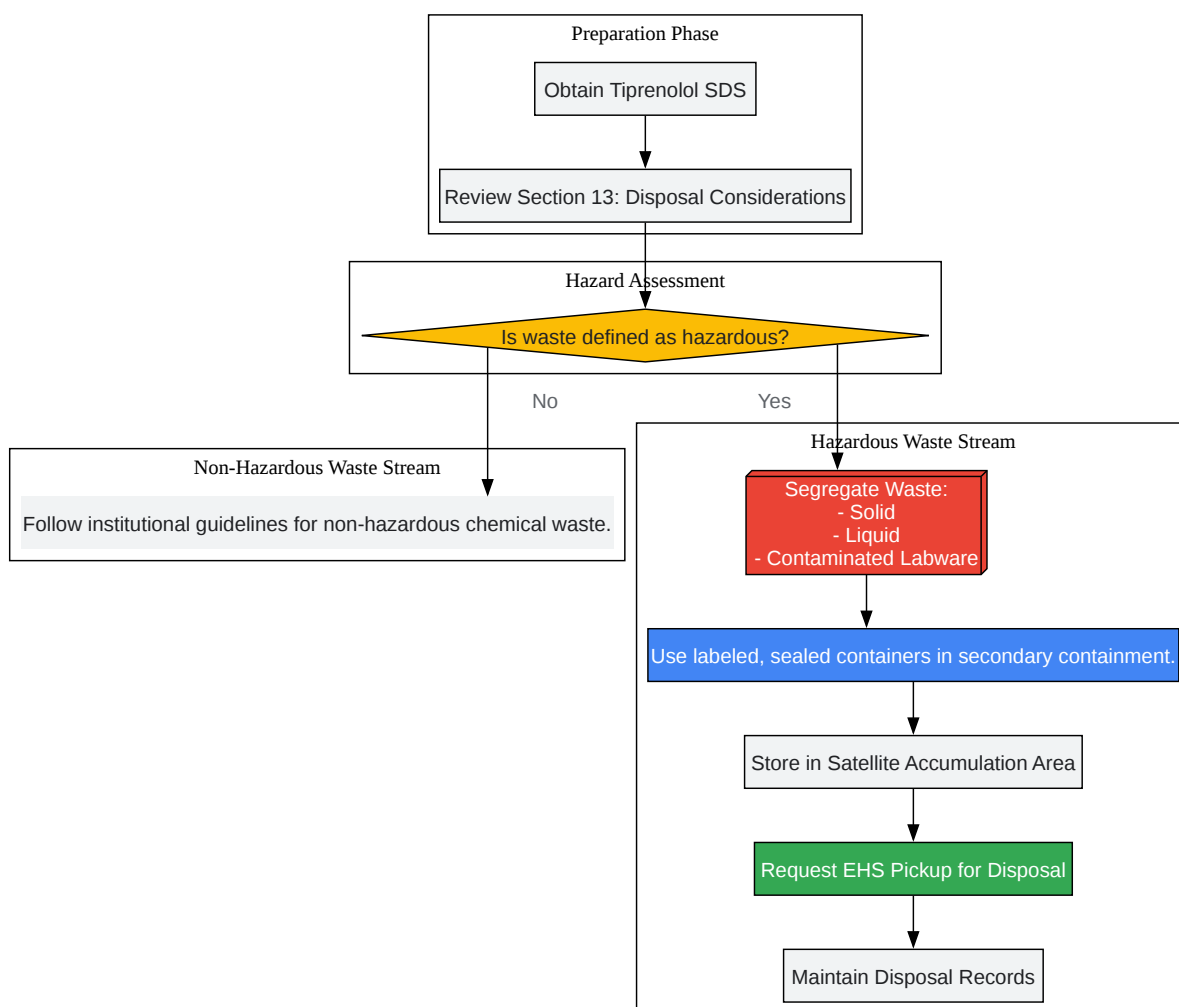 Preparation Phase
Obtain Tiprenolol SDS
Review Section 13: Disposal Considerations
Hazard Assessment
Is waste defined as hazardous?
No
Yes
Non-Hazardous Waste Stream
Follow institutional guidelines for non-hazardous chemical waste.
Hazardous Waste Stream
Segregate Waste:
- Solid
- Liquid
- Contaminated Labware
Use labeled, sealed containers in secondary containment.
Store in Satellite Accumulation Area
Request EHS Pickup for Disposal
Maintain Disposal Records